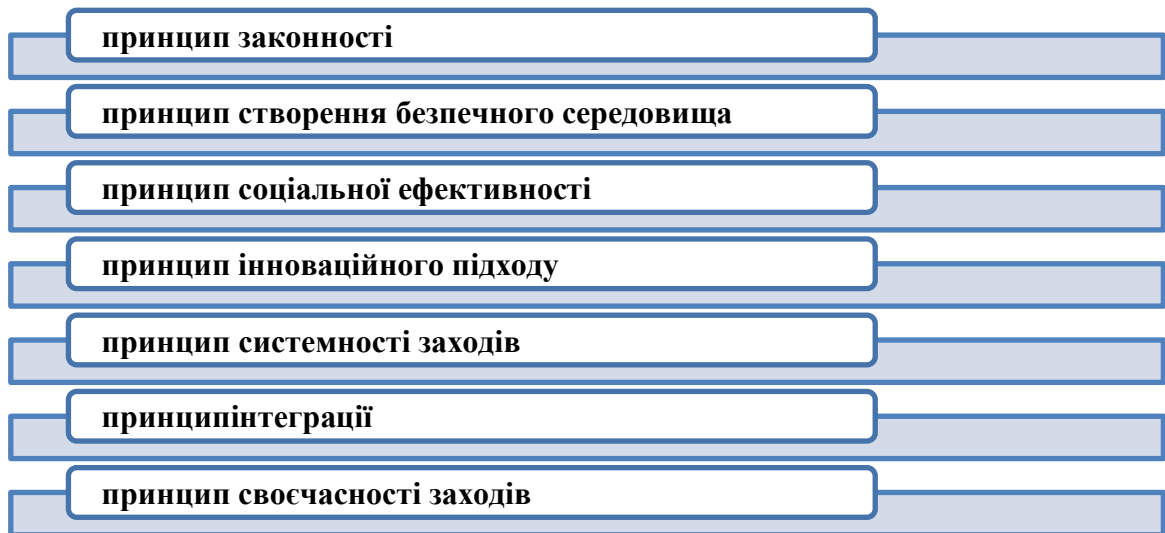 принцип законності
принцип створення безпечного середовища
принцип соціальної ефективності
принцип інноваційного підходу
принцип системності заходів
принципінтеграції
принцип своєчасності заходів